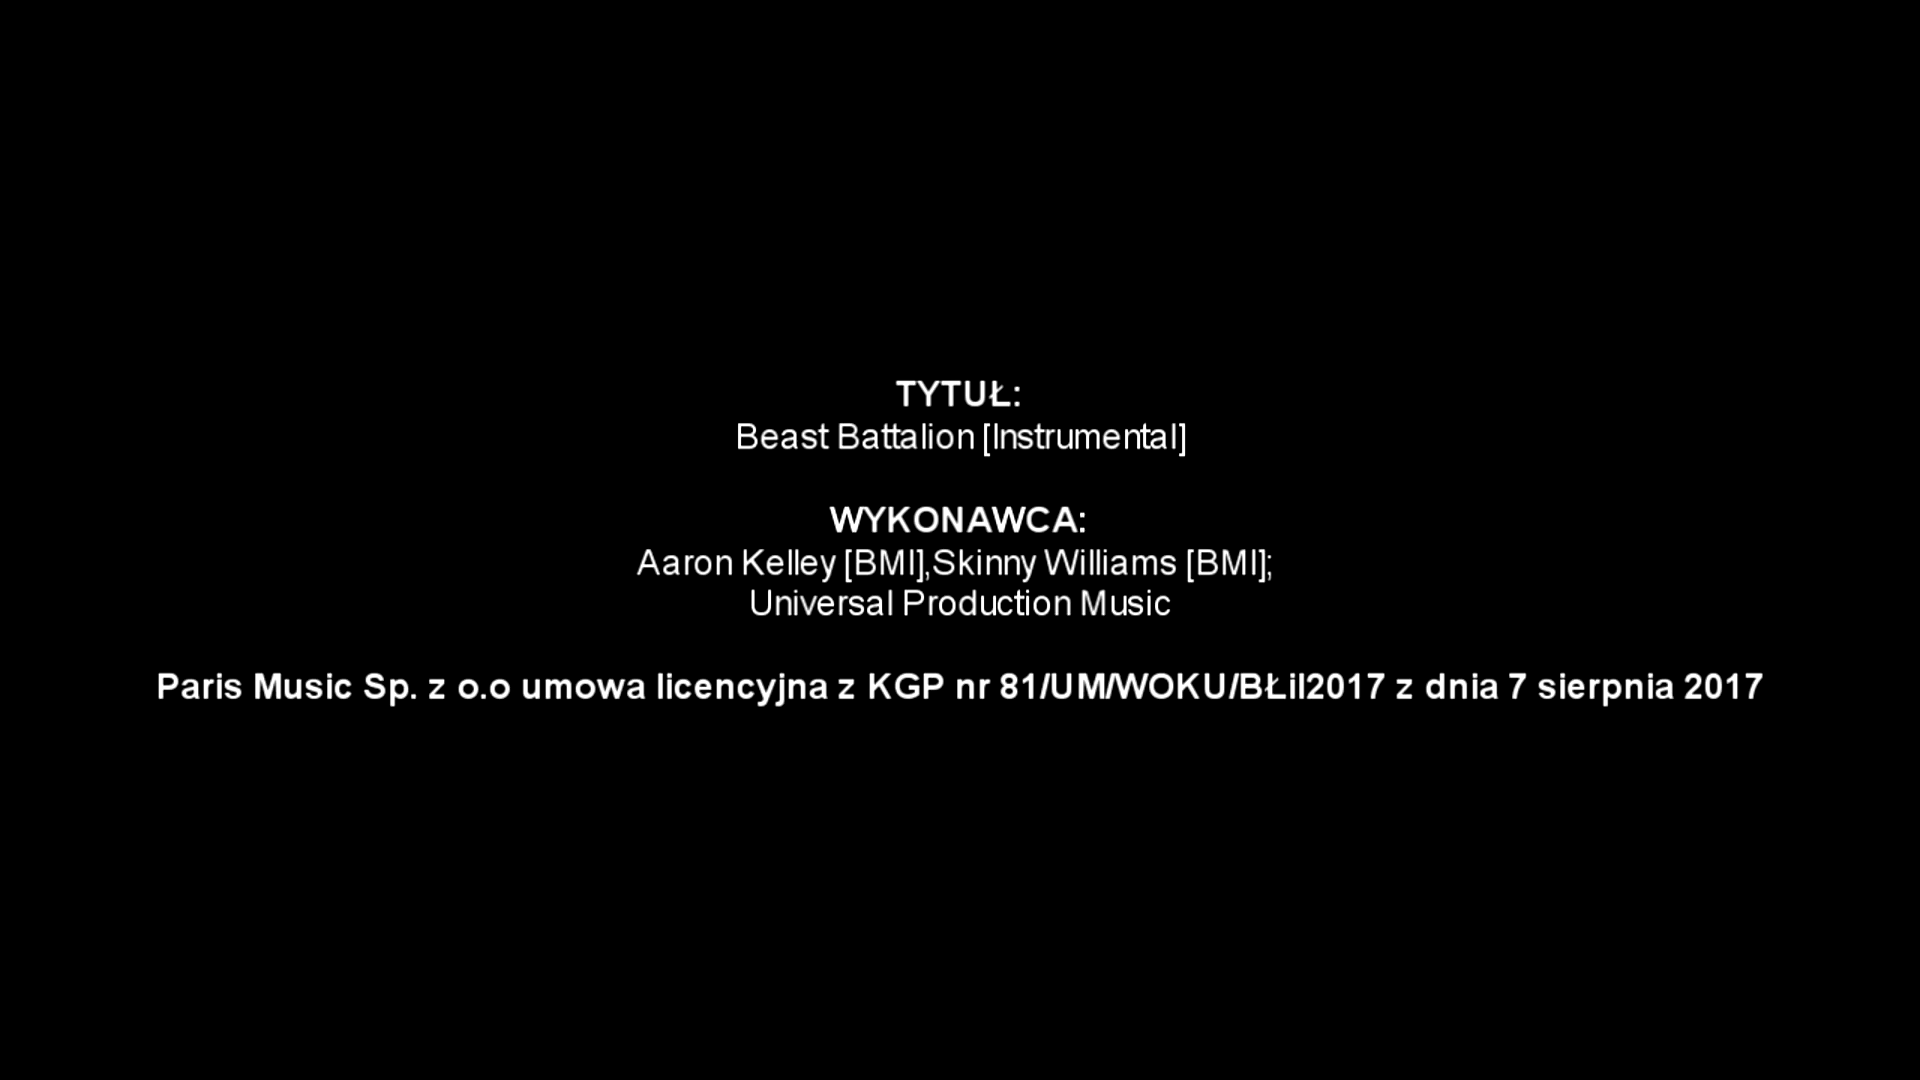 TYTUŁ:
Beast Battalion [Instrumental]
WYKONAWCA:
Aaron Kelley [BMI],Skinny Williams [BMI];
Universal Production Music
Paris Music Sp. z o.o umowa licencyjna z KGP nr 81/UM/WOKU/BŁiI2017 z dnia 7 sierpnia 2017